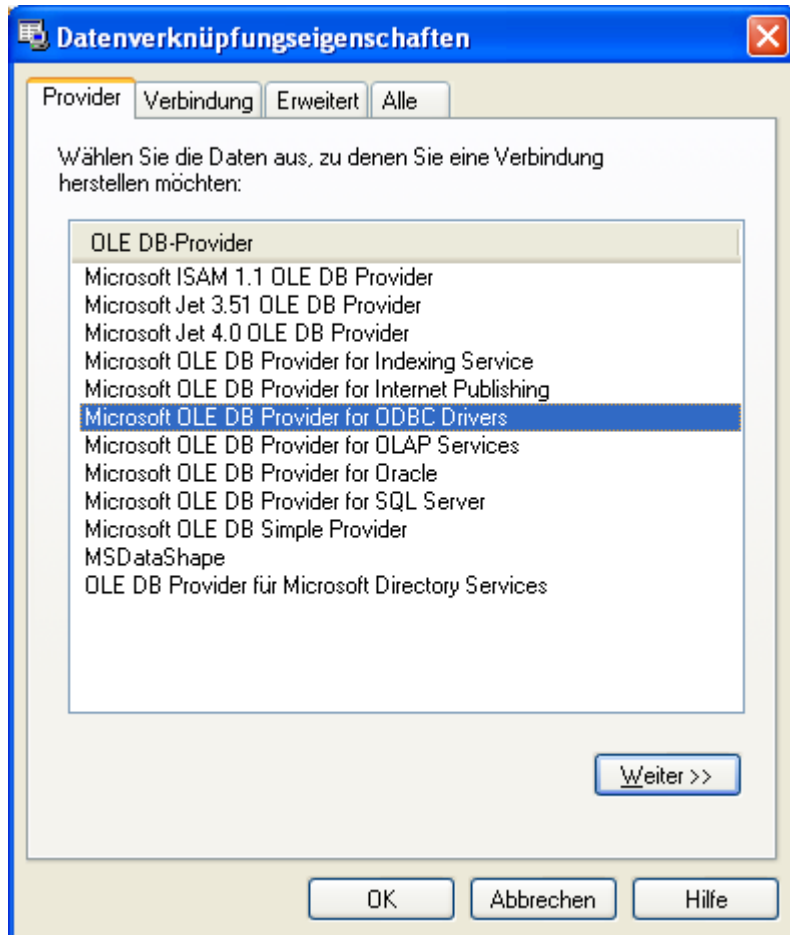 Datenverknüpfungseigenschaften
Provider Verbindung Erweitert Alle
Wählen Sie die Daten aus, zu denen Sie eine Verbindung
herstellen möchten:
OLE DB-Provider
Microsoft ISAM 1.1 OLE DB Provider
Microsoft Jet 3.51 OLE DB Provider
Microsoft Jet 4.0 OLE DB Provider
Microsoft OLE DB Provider for Indexing Service
Microsoft OLE DB Provider for Internet Publishing
Microsoft OLE DB Provider for ODBC Drivers
Microsoft OLE DB Provider for OLAP Services
Microsoft OLE DB Provider for Oracle
Microsoft OLE DB Provider for SQL Server
Microsoft OLE DB Simple Provider
MSDataShape
OLE DB Provider für Microsoft Directory Services
Weiter >>
OK Abbrechen Hilfe